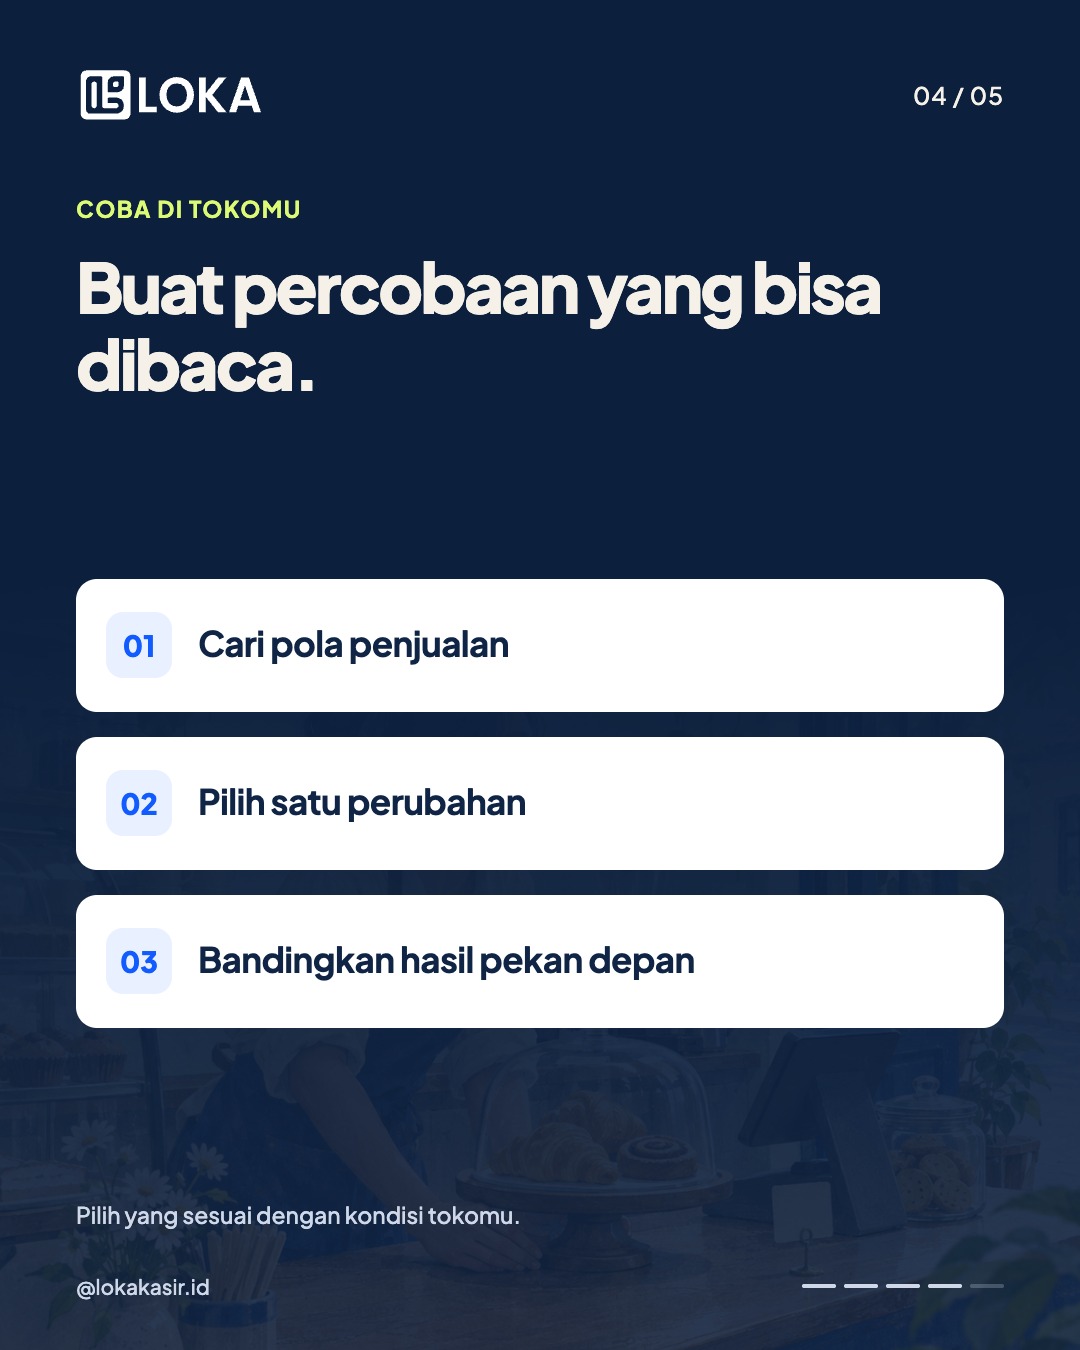 LOKA
04 / 05
COBA DI TOKOMU
Buat percobaan yang bisa
dibaca.
01 Cari pola penjualan
02 Pilih satu perubahan
03 Bandingkan hasil pekan depan
Pilih yang sesuai dengan kondisi tokomu.
@lokakasir.id